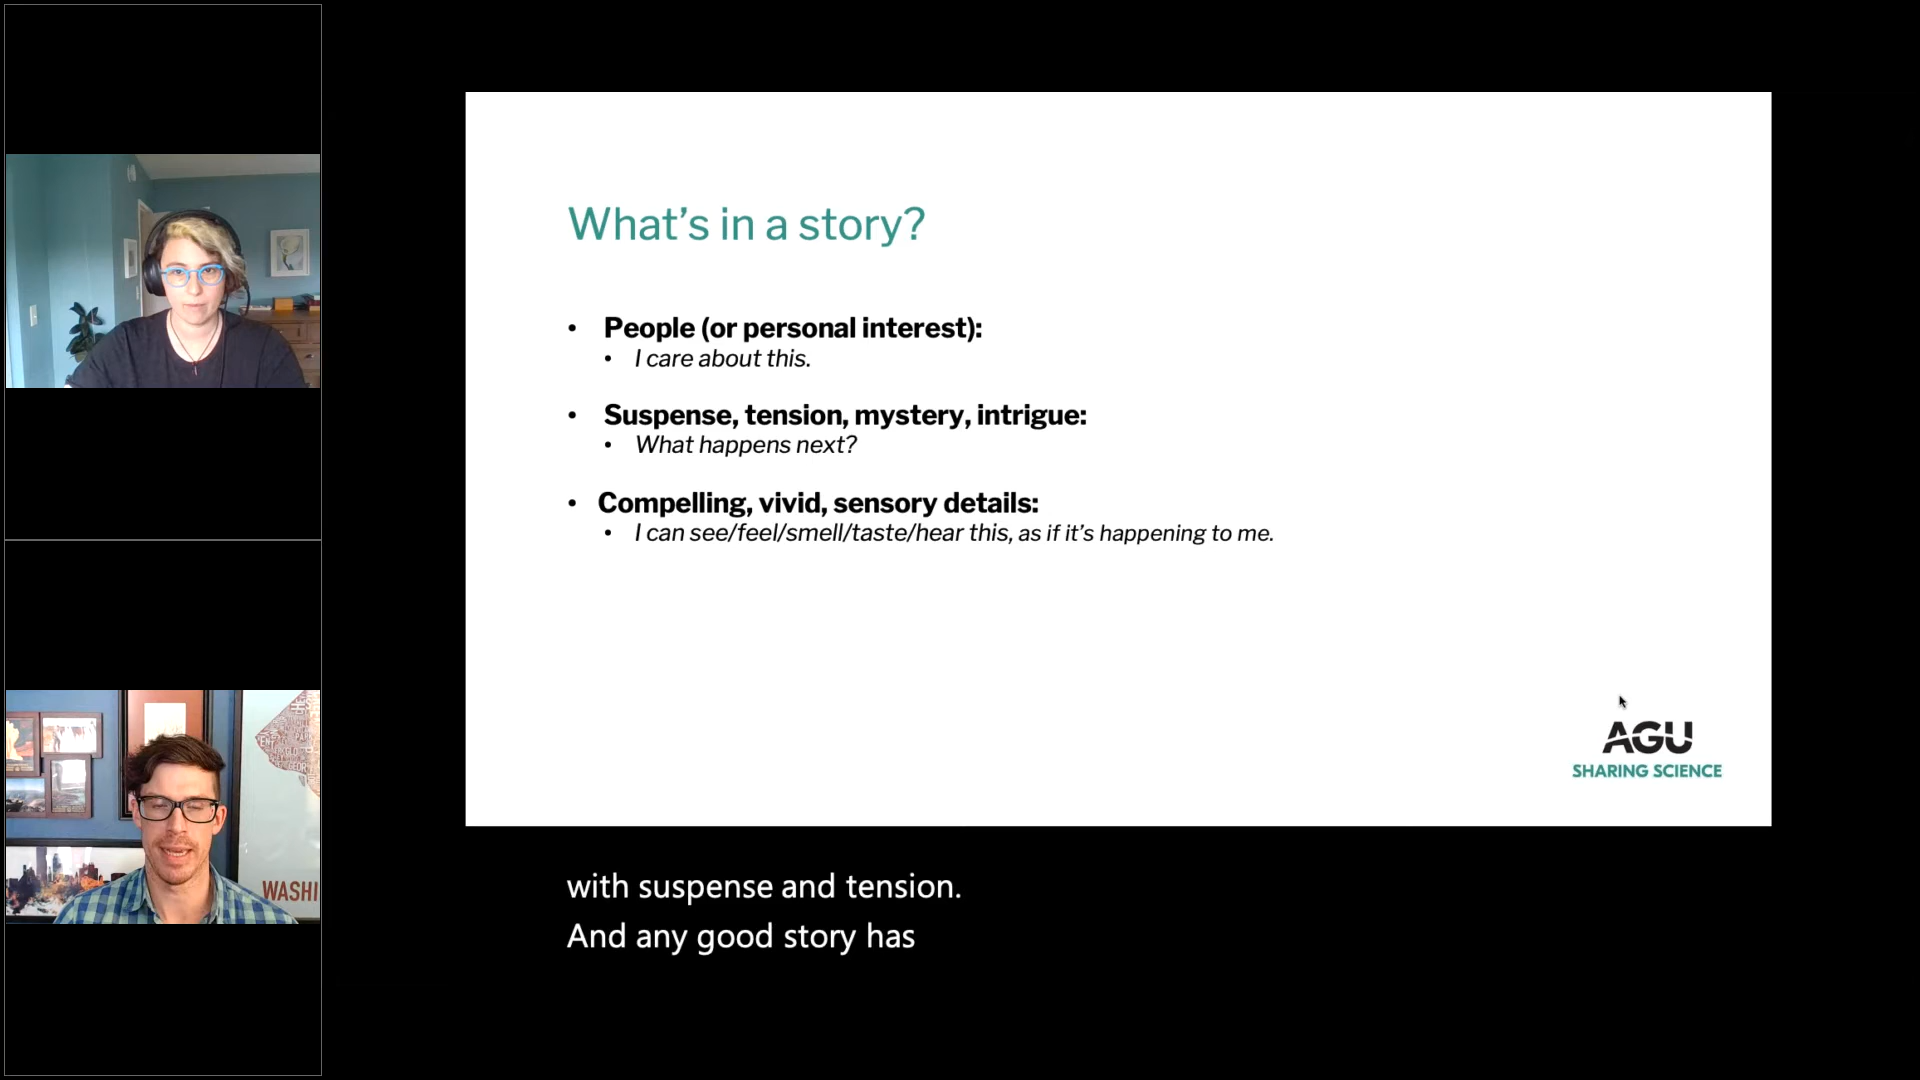 What's in a story?
• People (or personal interest):
• I care about this.
• Suspense, tension, mystery, intrigue:
• What happens next?
• Compelling, vivid, sensory details:
• I can see/feel/smell/taste/hear this, as if it's happening to me.
AGU
SHARING SCIENCE
WASHI
with suspense and tension.
And any good story has